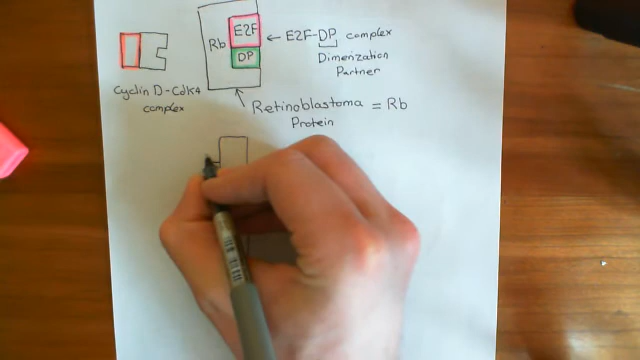 E2F
Rb
DP
← E2F-DP complex
Dimerization
Partner
Cyclin D-Cdk4
complex
Retinoblastoma = Rb
Protein